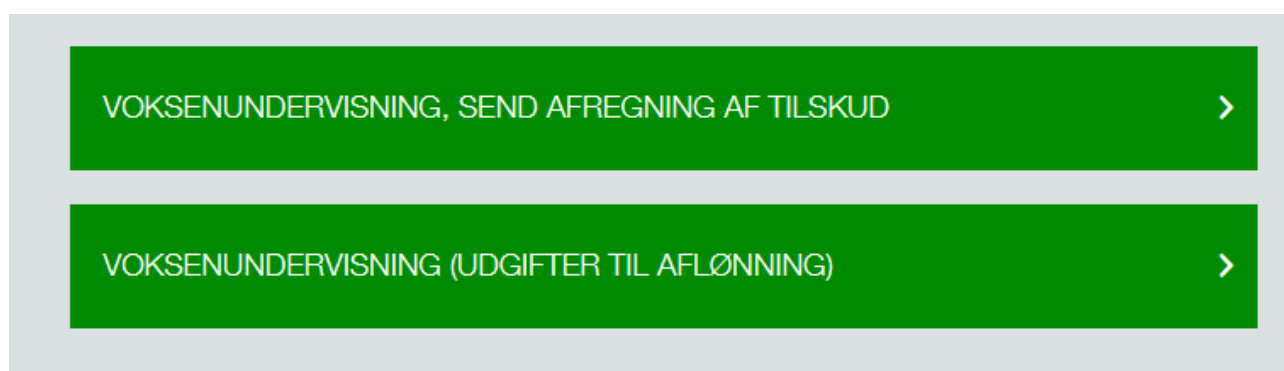 VOKSENUNDERVISNING, SEND AFREGNING AF TILSKUD
VOKSENUNDERVISNING (UDGIFTER TIL AFLØNNING)